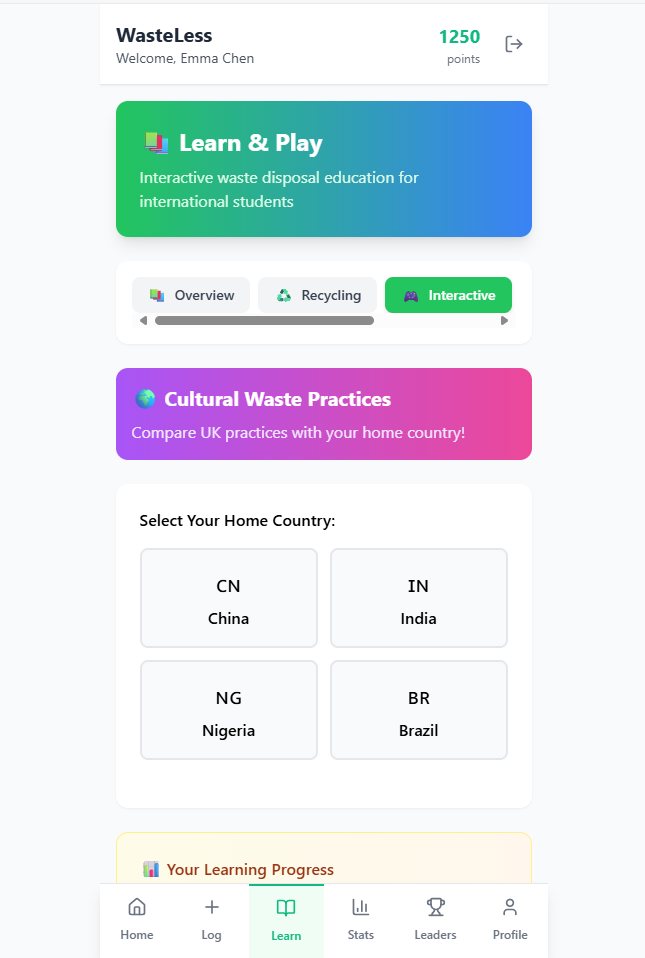 WasteLess
Welcome, Emma Chen
1250
points
Learn & Play
Interactive waste disposal education for
international students
Overview
Recycling
Interactive
Cultural Waste Practices
Compare UK practices with your home country!
Select Your Home Country:
CN
China
IN
India
NG
Nigeria
BR
Brazil
Your Learning Progress
Home
Log
Learn
Stats
Leaders
Profile